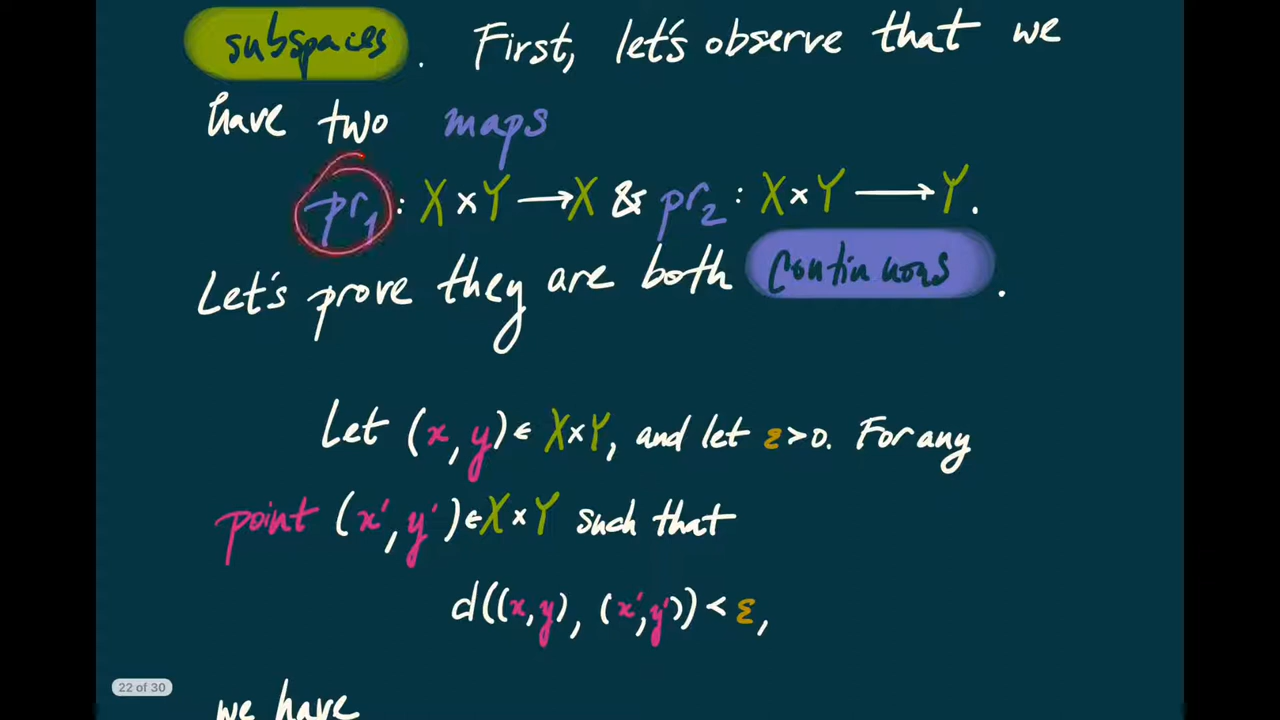 subspaces. First, let's observe that we
have two maps
pr₁ : X × Y → X & pr₂ : X × Y → Y.
Let's prove they are both continuous.
Let (x, y) ∈ X×Y, and let ε > 0. For any
point (x', y') ∈ X × Y such that
d((x, y), (x', y')) < ε,
we have
22 of 30